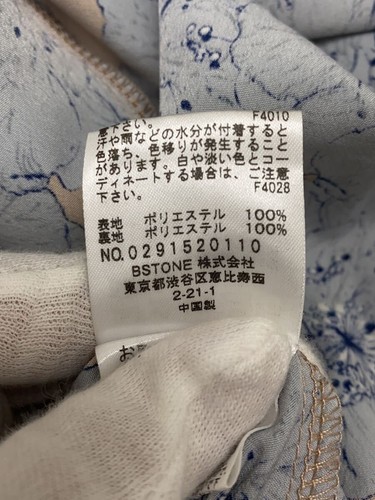 下さい。 F4010
汗や雨などの水分が付着すると
色落ち、色移りが発生すること
があります。白や淡い色とコー
ディネートする場合は、ご注意
下さい。 F4028
表地 ポリエステル 100%
裏地 ポリエステル 100%
NO.0291520110
BSTONE 株式会社
東京都渋谷区恵比寿西
2-21-1
中国製
お